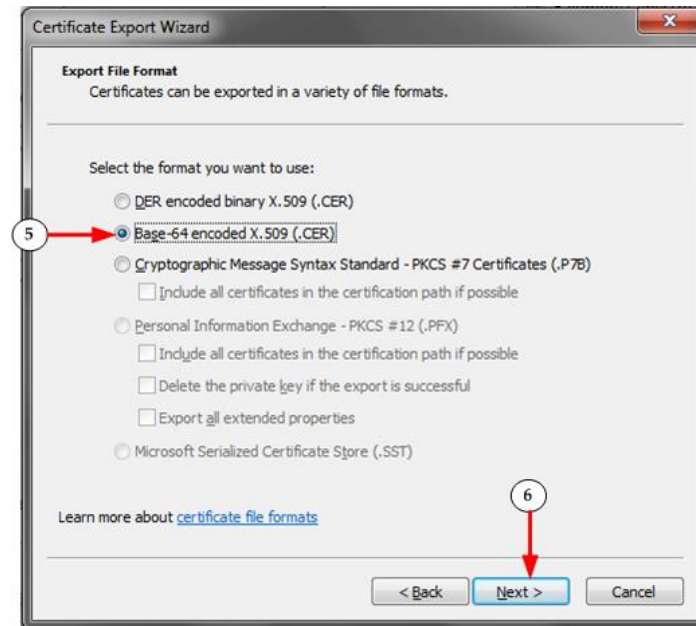 Certificate Export Wizard
Export File Format
Certificates can be exported in a variety of file formats.
Select the format you want to use:
DER encoded binary X.509 (.CER)
5
Base-64 encoded X.509 (.CER)
Cryptographic Message Syntax Standard - PKCS #7 Certificates (.P7B)
Include all certificates in the certification path if possible
Personal Information Exchange - PKCS #12 (.PFX)
Include all certificates in the certification path if possible
Delete the private key if the export is successful
Export all extended properties
Microsoft Serialized Certificate Store (.SST)
6
Learn more about certificate file formats
< Back Next > Cancel